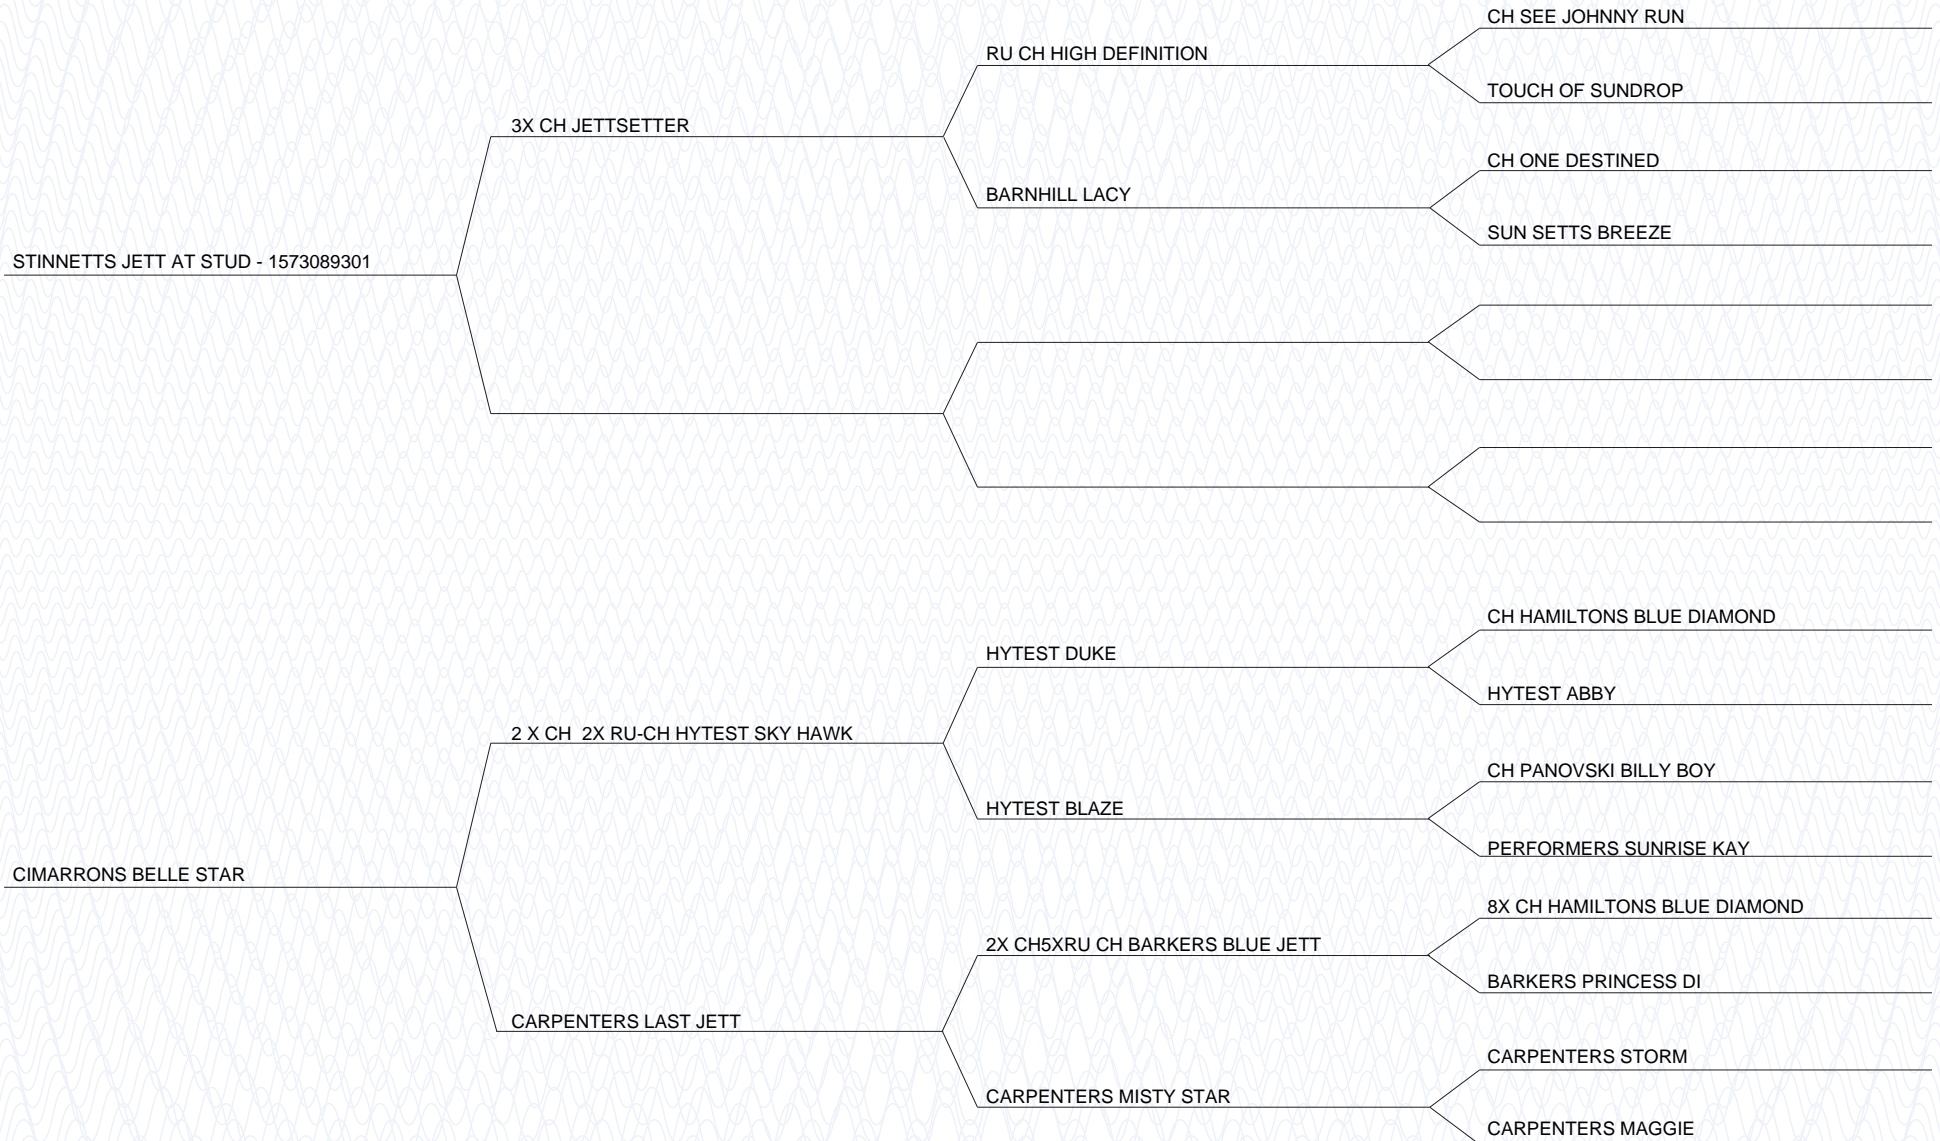 CH SEE JOHNNY RUN
RU CH HIGH DEFINITION
TOUCH OF SUNDROP
3X CH JETTSETTER
CH ONE DESTINED
BARNHILL LACY
SUN SETTS BREEZE
STINNETTS JETT AT STUD - 1573089301
CH HAMILTONS BLUE DIAMOND
HYTEST DUKE
HYTEST ABBY
2 X CH  2X RU-CH HYTEST SKY HAWK
CH PANOVSKI BILLY BOY
HYTEST BLAZE
PERFORMERS SUNRISE KAY
CIMARRONS BELLE STAR
8X CH HAMILTONS BLUE DIAMOND
2X CH5XRU CH BARKERS BLUE JETT
BARKERS PRINCESS DI
CARPENTERS LAST JETT
CARPENTERS STORM
CARPENTERS MISTY STAR
CARPENTERS MAGGIE